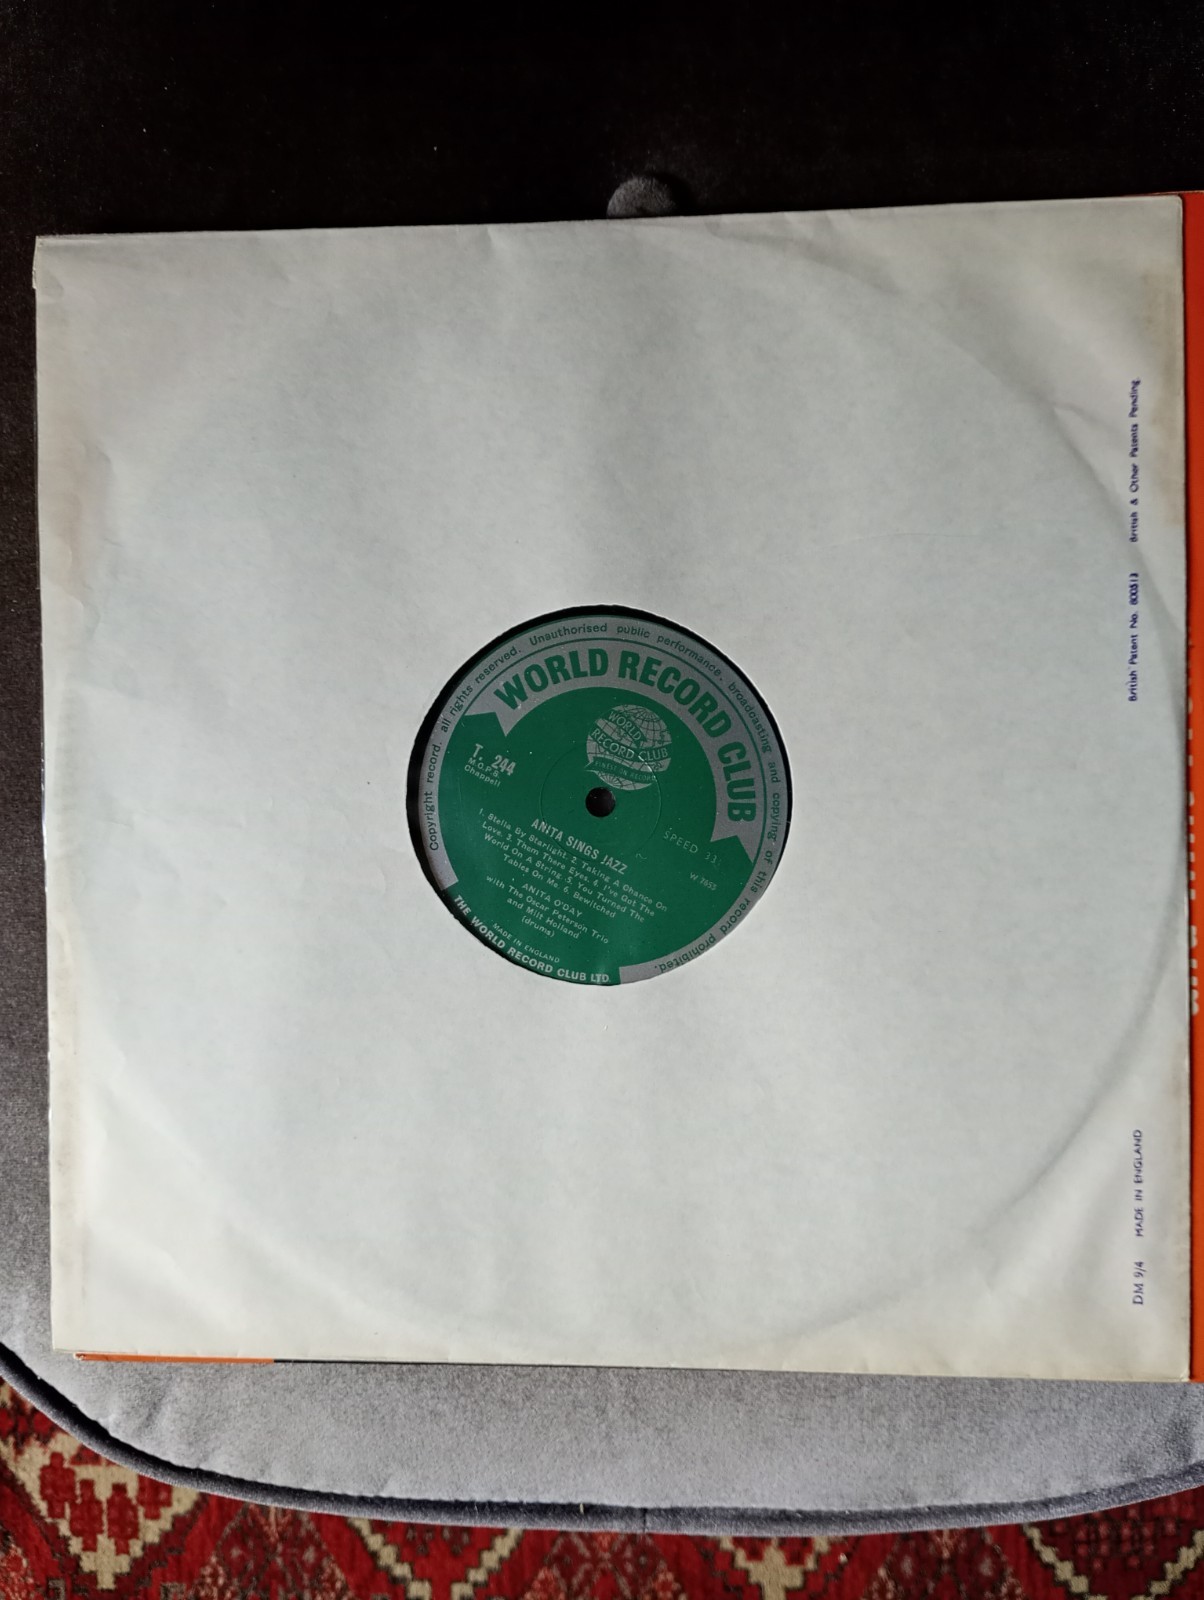 Copyright record. all rights reserved. Unauthorised public performance. broadcasting and copying of this record prohibited.
WORLD RECORD CLUB
WORLD
RECORD CLUB
FINEST ON RECORD
T. 244
M.C.P.S.
Chappell
SPEED 33
ANITA SINGS JAZZ
1. Stella By Starlight. 2. Taking A Chance On
Love. 3. Them There Eyes. 4. I've Got The
World On A String. 5. You Turned The
Tables On Me. 6. Bewitched
ANITA O'DAY
with The Oscar Peterson Trio
and Milt Holland
(drums)
MADE IN ENGLAND
THE WORLD RECORD CLUB LTD.
British Patent No. 800513 British & Other Patents Pending.
DM 9/4 MADE IN ENGLAND